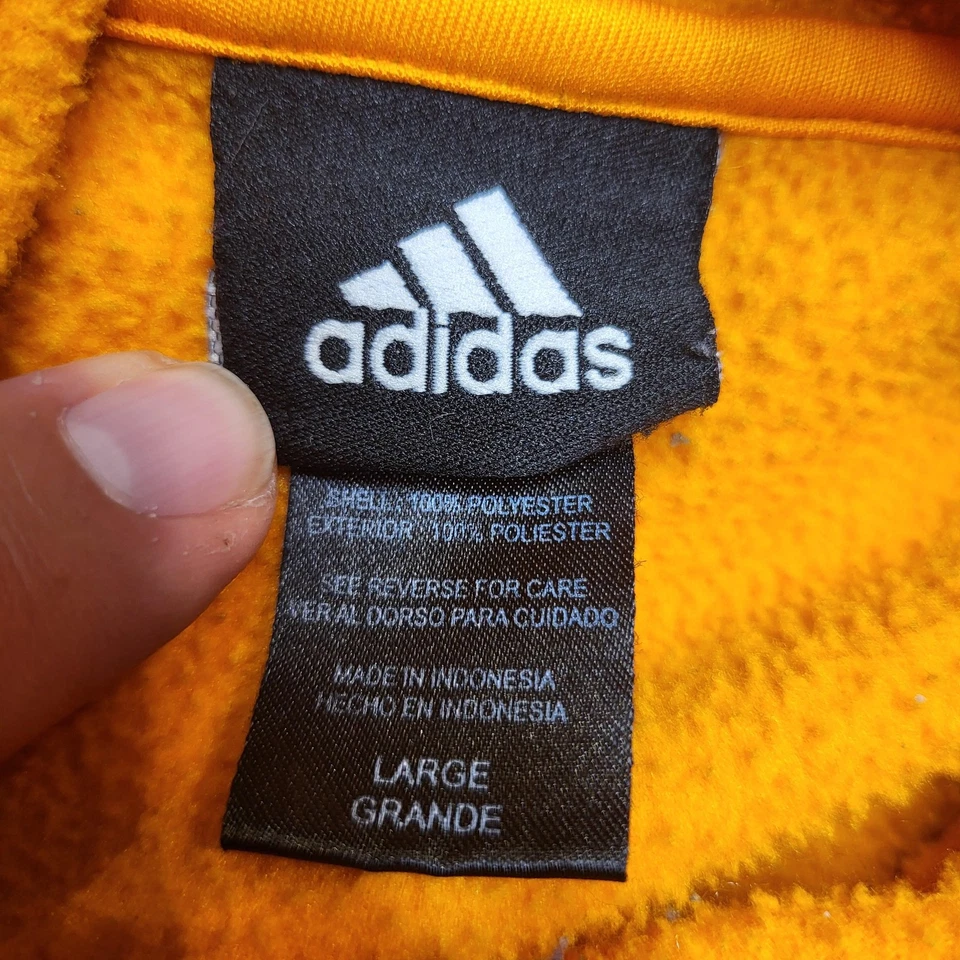 adidas
SHELL: 100% POLYESTER
EXTERIOR: 100% POLIESTER
SEE REVERSE FOR CARE
VER AL DORSO PARA CUIDADO
MADE IN INDONESIA
HECHO EN INDONESIA
LARGE
GRANDE